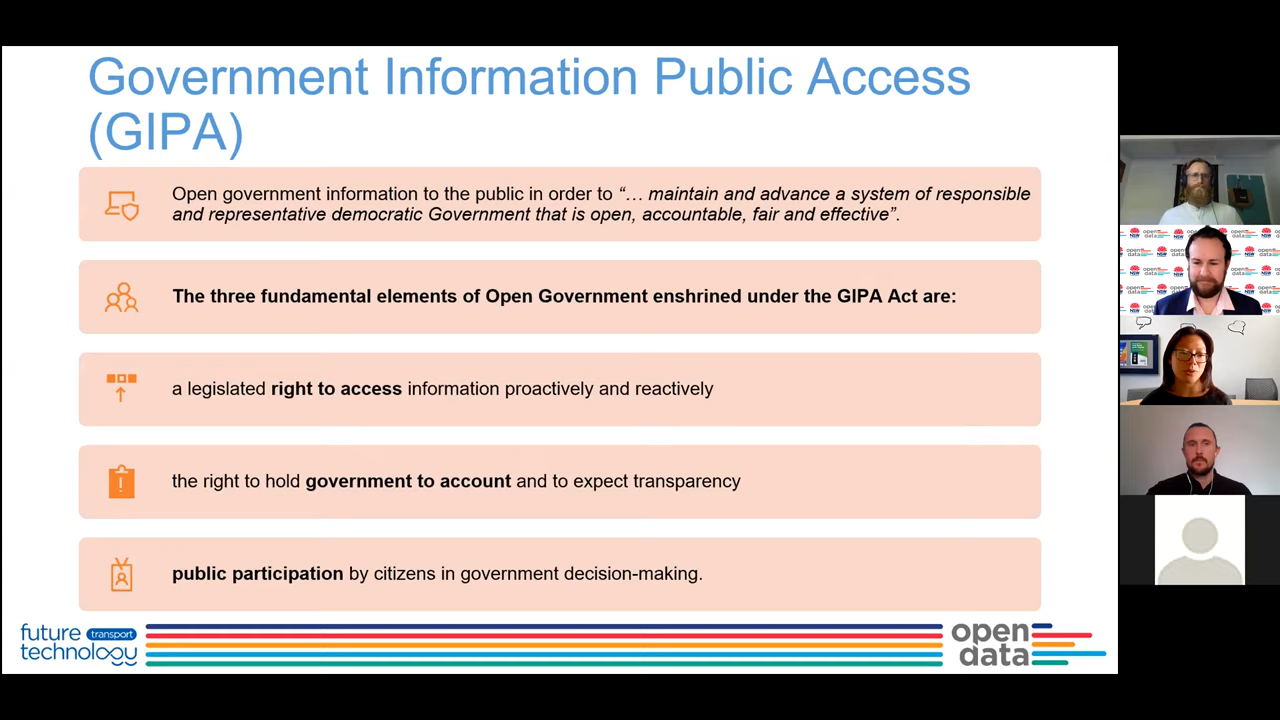 Government Information Public Access
(GIPA)
Open government information to the public in order to “… maintain and advance a system of responsible
and representative democratic Government that is open, accountable, fair and effective”.
The three fundamental elements of Open Government enshrined under the GIPA Act are:
a legislated right to access information proactively and reactively
the right to hold government to account and to expect transparency
public participation by citizens in government decision-making.
future transport
technology
open
data